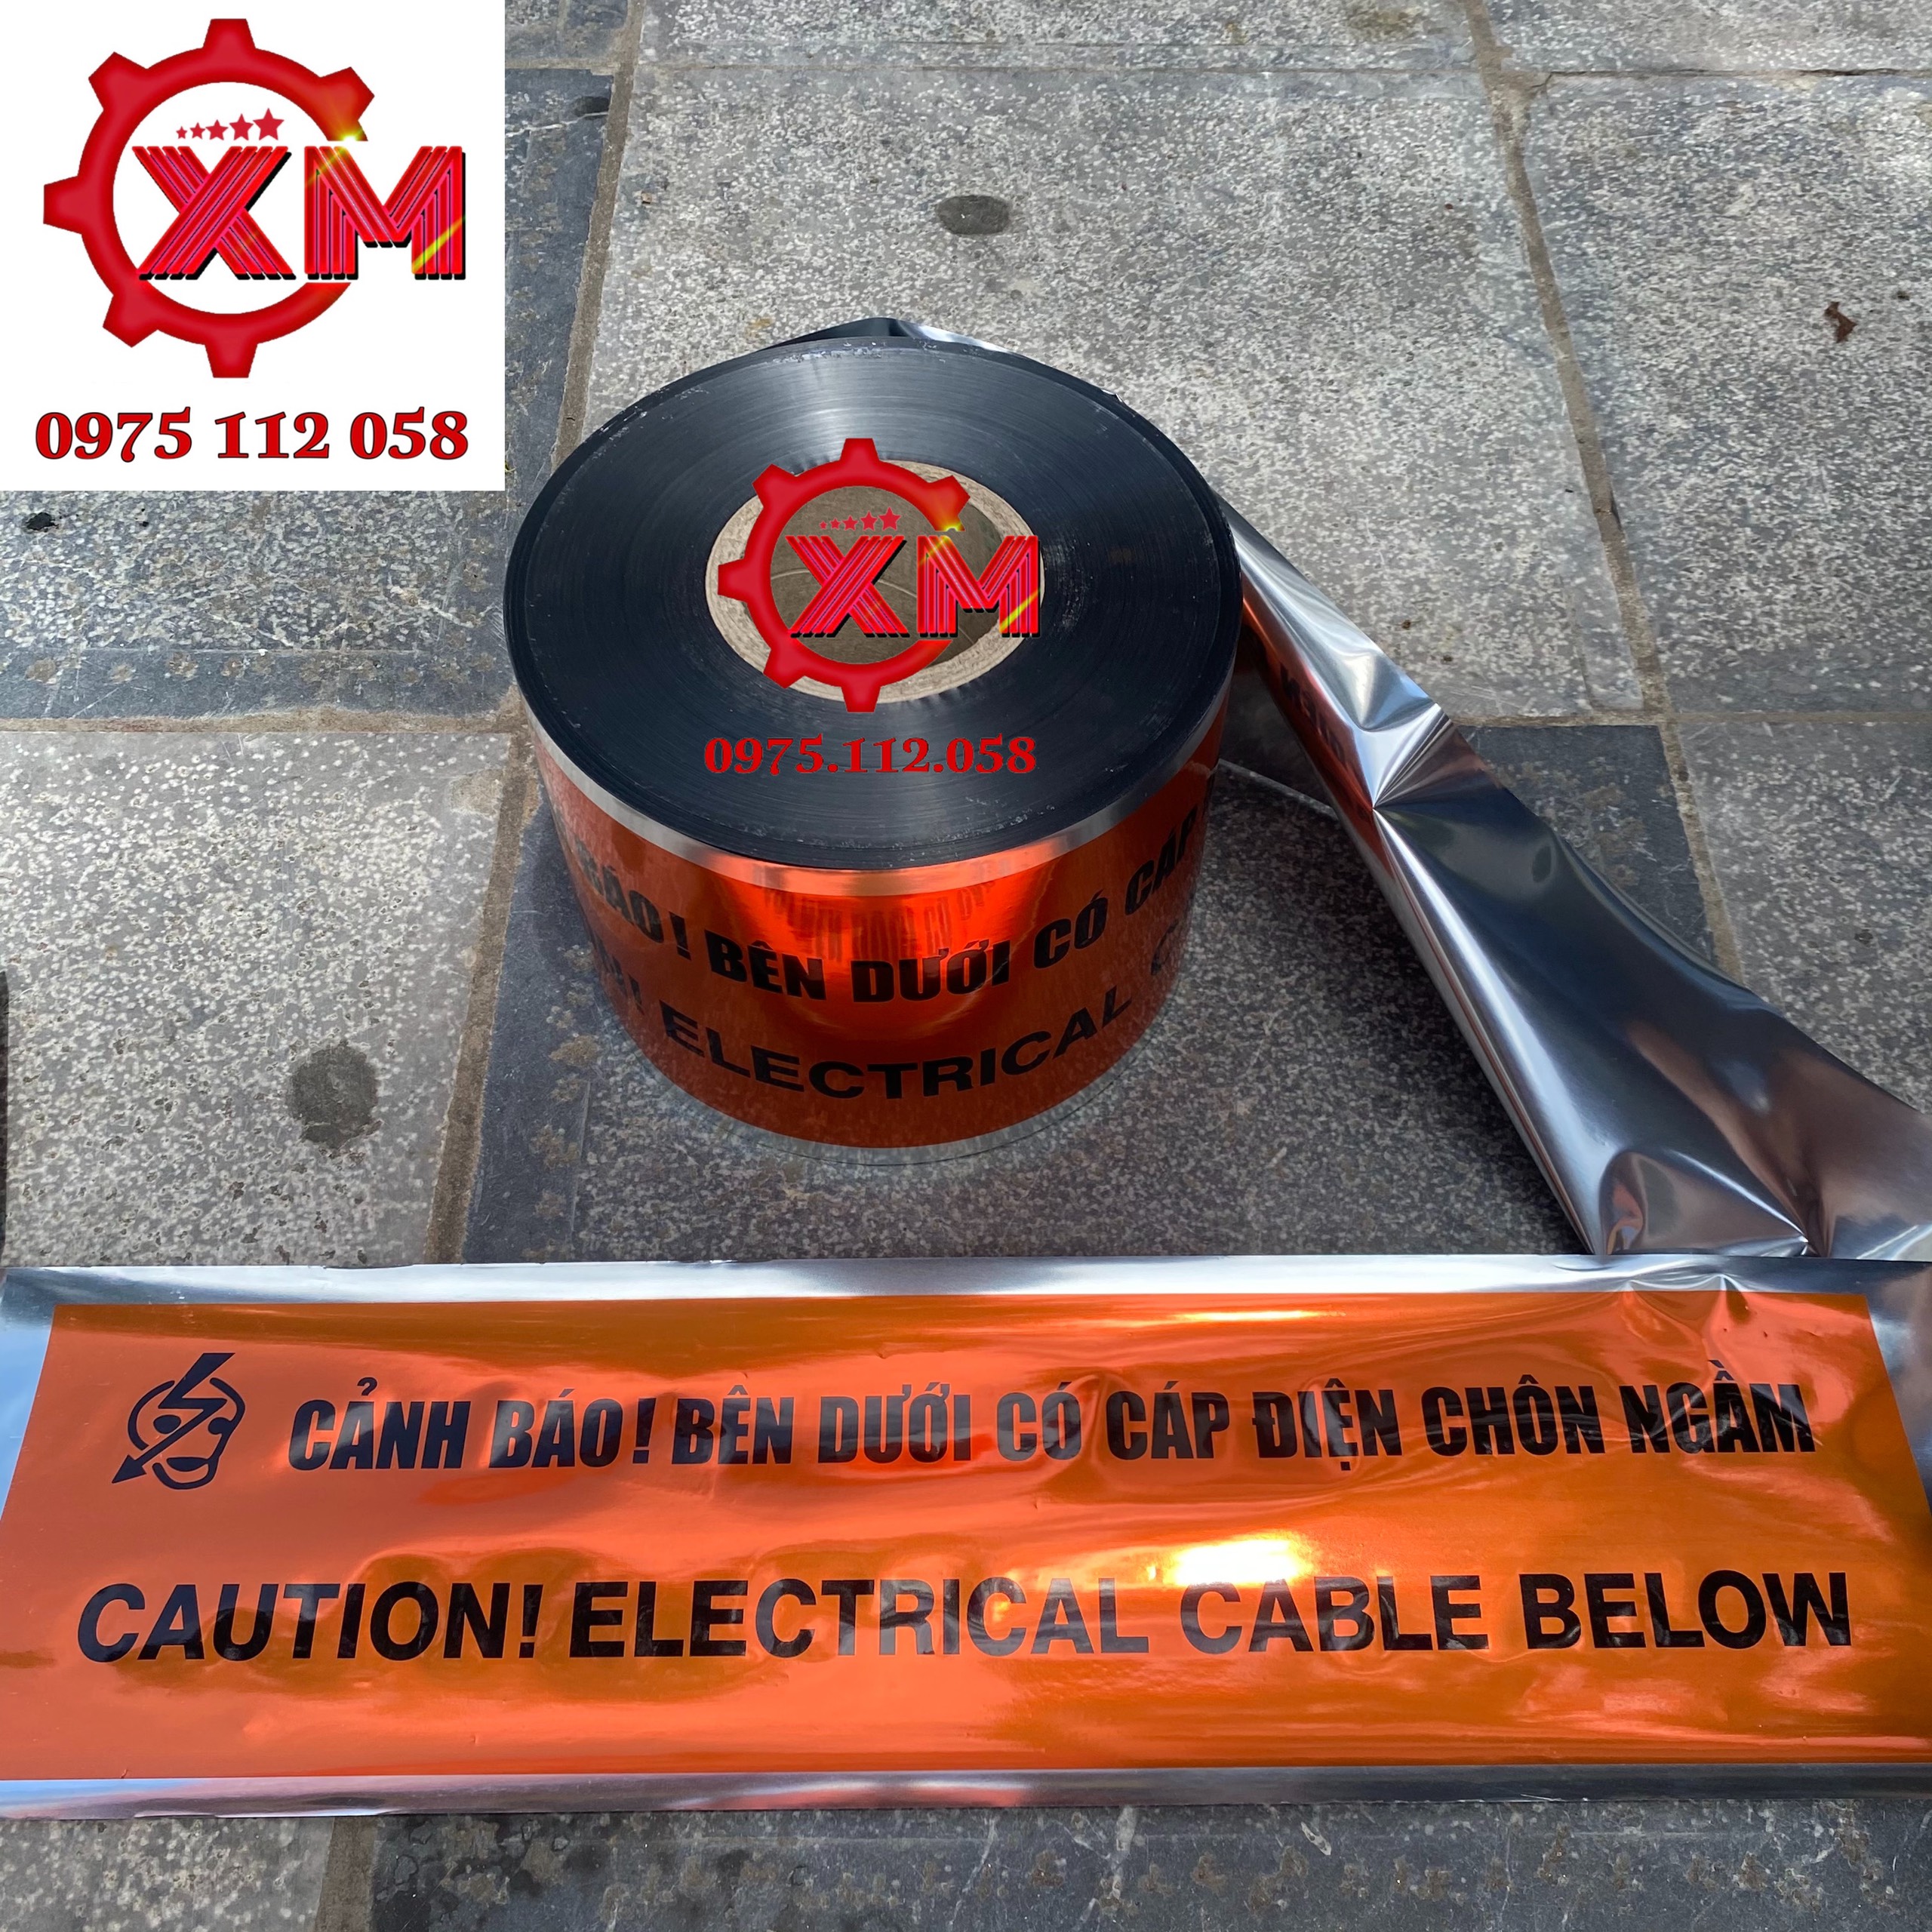 XM
0975 112 058
XM
0975.112.058
BÁO! BÊN DƯỚI CÓ CÁP
ELECTRICAL
CẢNH BÁO! BÊN DƯỚI CÓ CÁP ĐIỆN CHÔN NGẦM
CAUTION! ELECTRICAL CABLE BELOW